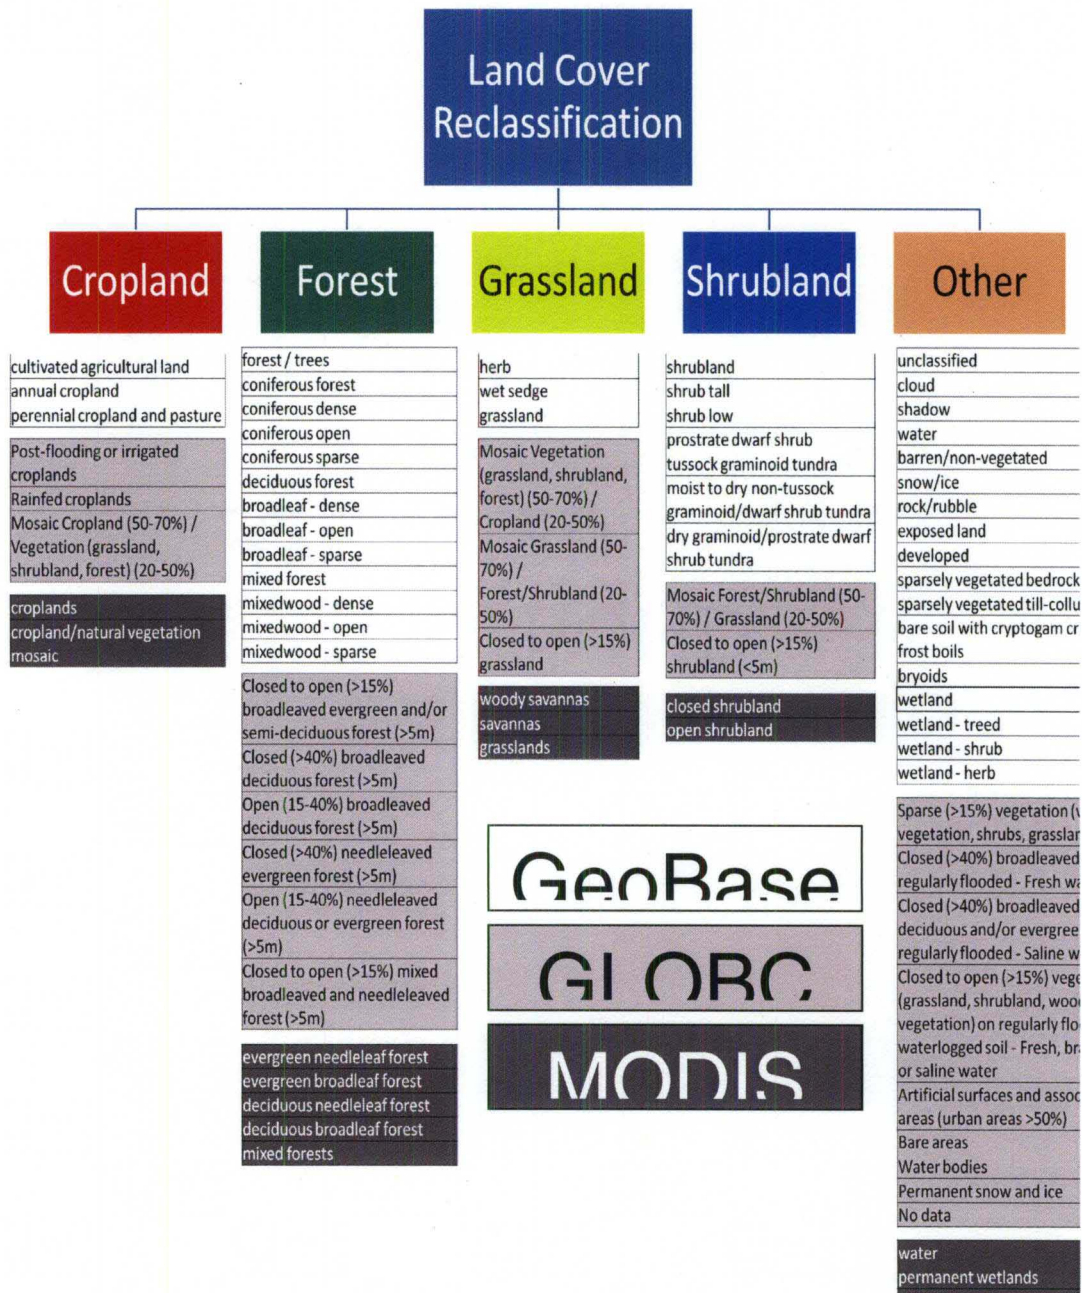 Land Cover
Reclassification
Cropland
Forest
Grassland
Shrubland
Other
cultivated agricultural land
annual cropland
perennial cropland and pasture
Post-flooding or irrigated
croplands
Rainfed croplands
Mosaic Cropland (50-70%) /
Vegetation (grassland,
shrubland, forest) (20-50%)
croplands
cropland/natural vegetation
mosaic
forest / trees
coniferous forest
coniferous dense
coniferous open
coniferous sparse
deciduous forest
broadleaf - dense
broadleaf - open
broadleaf - sparse
mixed forest
mixedwood - dense
mixedwood - open
mixedwood - sparse
Closed to open (>15%)
broadleaved evergreen and/or
semi-deciduous forest (>5m)
Closed (>40%) broadleaved
deciduous forest (>5m)
Open (15-40%) broadleaved
deciduous forest (>5m)
Closed (>40%) needleleaved
evergreen forest (>5m)
Open (15-40%) needleleaved
deciduous or evergreen forest
(>5m)
Closed to open (>15%) mixed
broadleaved and needleleaved
forest (>5m)
evergreen needleleaf forest
evergreen broadleaf forest
deciduous needleleaf forest
deciduous broadleaf forest
mixed forests
herb
wet sedge
grassland
Mosaic Vegetation
(grassland, shrubland,
forest) (50-70%) /
Cropland (20-50%)
Mosaic Grassland (50-
70%) /
Forest/Shrubland (20-
50%)
Closed to open (>15%)
grassland
woody savannas
savannas
grasslands
shrubland
shrub tall
shrub low
prostrate dwarf shrub
tussock graminoid tundra
moist to dry non-tussock
graminoid/dwarf shrub tundra
dry graminoid/prostrate dwarf
shrub tundra
Mosaic Forest/Shrubland (50-
70%) / Grassland (20-50%)
Closed to open (>15%)
shrubland (<5m)
closed shrubland
open shrubland
GeoBase
GLOBC
MODIS
unclassified
cloud
shadow
water
barren/non-vegetated
snow/ice
rock/rubble
exposed land
developed
sparsely vegetated bedrock
sparsely vegetated till-collu
bare soil with cryptogam cr
frost boils
bryoids
wetland
wetland - treed
wetland - shrub
wetland - herb
Sparse (>15%) vegetation
vegetation, shrubs, grasslan
Closed (>40%) broadleaved
regularly flooded - Fresh wa
Closed (>40%) broadleaved
deciduous and/or evergree
regularly flooded - Saline w
Closed to open (>15%) vege
(grassland, shrubland, woo
vegetation) on regularly flo
waterlogged soil - Fresh, br
or saline water
Artificial surfaces and assoc
areas (urban areas >50%)
Bare areas
Water bodies
Permanent snow and ice
No data
water
permanent wetlands